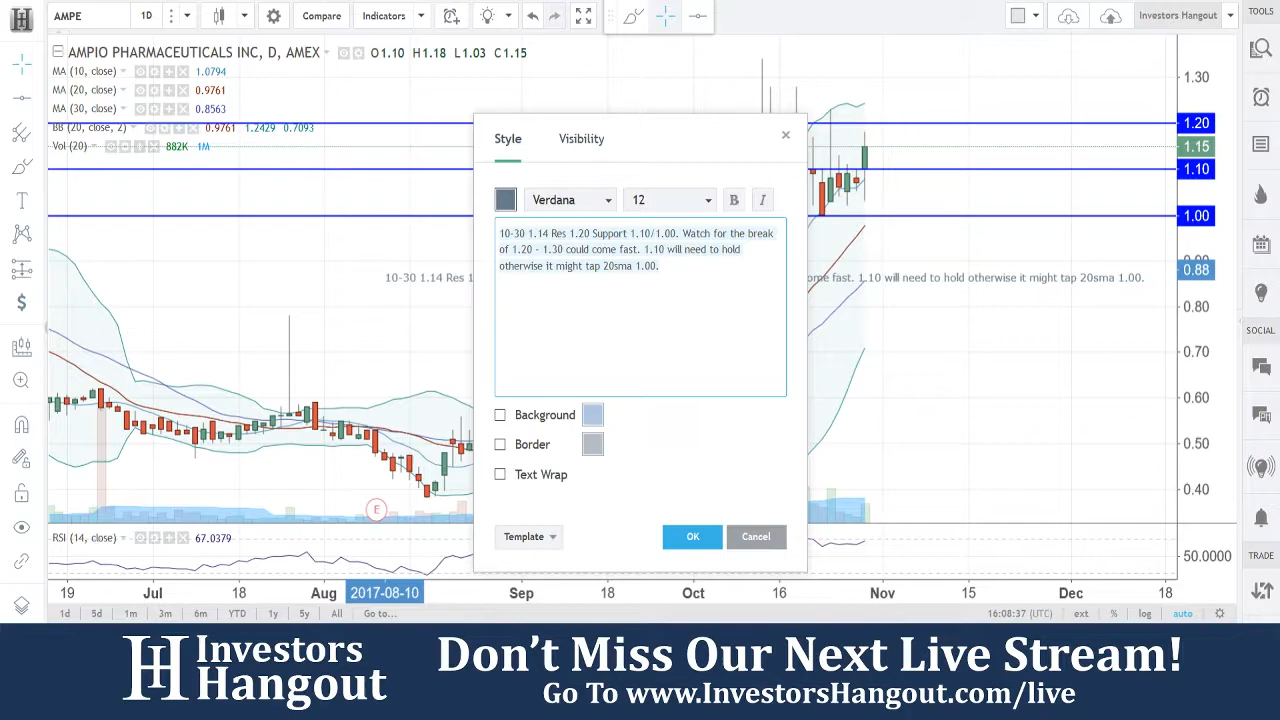 AMPE
1D
Compare
Indicators
Investors Hangout
TOOLS
AMPIO PHARMACEUTICALS INC, D, AMEX
O1.10 H1.18 L1.03 C1.15
MA (10, close) 1.0794
MA (20, close) 0.9761
MA (30, close) 0.8563
BB (20, close, 2) 0.9761 1.2429 0.7093
Vol (20) 882K 1M
Style
Visibility
Verdana
12
B
I
10-30 1.14 Res 1.20 Support 1.10/1.00. Watch for the break
of 1.20 - 1.30 could come fast. 1.10 will need to hold
otherwise it might tap 20sma 1.00.
10-30 1.14 Res 1
ome fast. 1.10 will need to hold otherwise it might tap 20sma 1.00.
Background
Border
Text Wrap
Template
OK
Cancel
1.30
1.20
1.15
1.10
1.00
0.88
0.80
0.70
0.60
0.50
0.40
50.0000
SOCIAL
TRADE
E
RSI (14, close) 67.0379
19 Jul 18 Aug 2017-08-10 Sep 18 Oct 16 Nov 15 Dec 18
1d 5d 1m 3m 6m YTD 1y 5y All Go to...
16:08:37 (UTC) ext % log auto
H
Investors
Hangout
Don't Miss Our Next Live Stream!
Go To www.InvestorsHangout.com/live